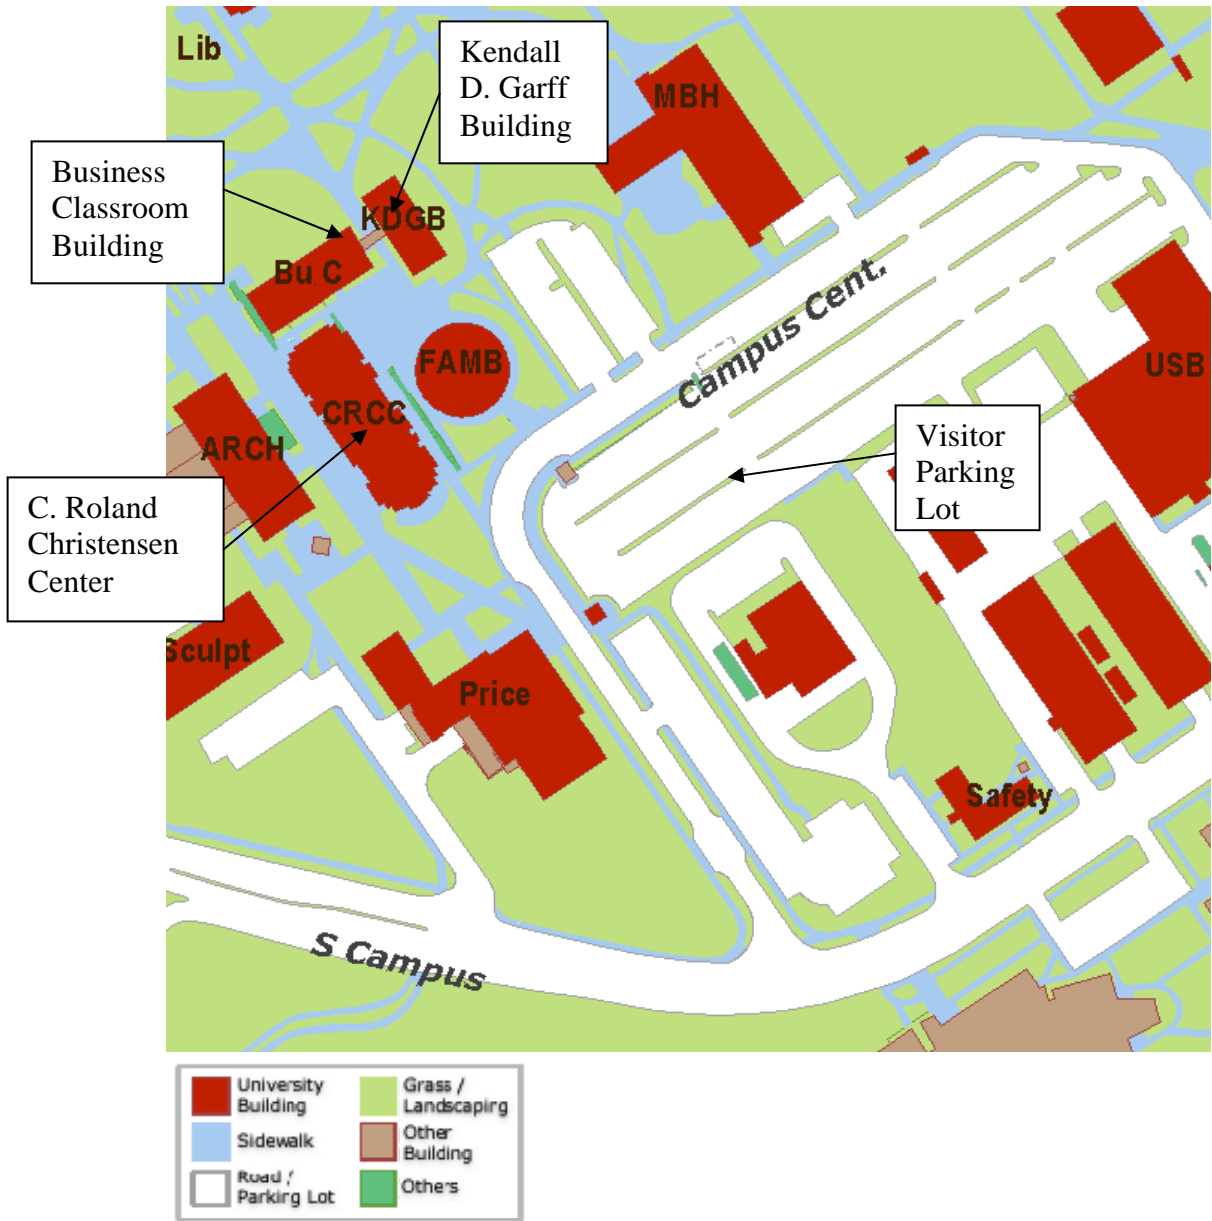 Lib
Kendall
D. Garff
Building
MBH
Business
Classroom
Building
KDGB
Bu C
Campus Cent.
FAMB
USB
CRCC
ARCH
Visitor
Parking
Lot
C. Roland
Christensen
Center
Sculpt
Price
Safety
S Campus
University
Building
Grass /
Landscaping
Sidewalk
Other
Building
Road /
Parking Lot
Others